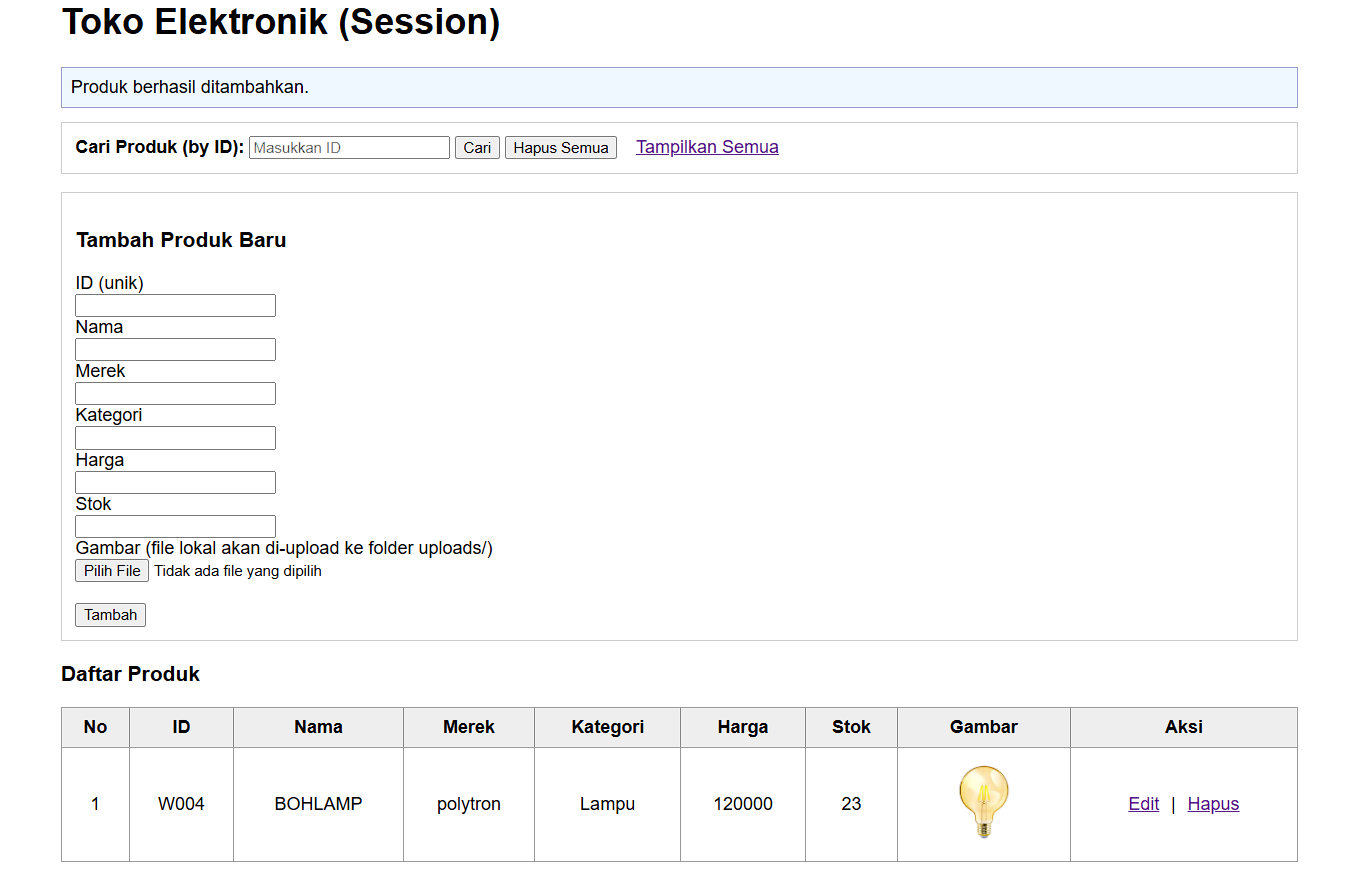 Toko Elektronik (Session)
Produk berhasil ditambahkan.
Cari Produk (by ID): Masukkan ID Cari Hapus Semua Tampilkan Semua
Tambah Produk Baru
ID (unik)
Nama
Merek
Kategori
Harga
Stok
Gambar (file lokal akan di-upload ke folder uploads/)
Pilih File Tidak ada file yang dipilih
Tambah
Daftar Produk
No ID Nama Merek Kategori Harga Stok Gambar Aksi
1 W004 BOHLAMP polytron Lampu 120000 23 Edit | Hapus